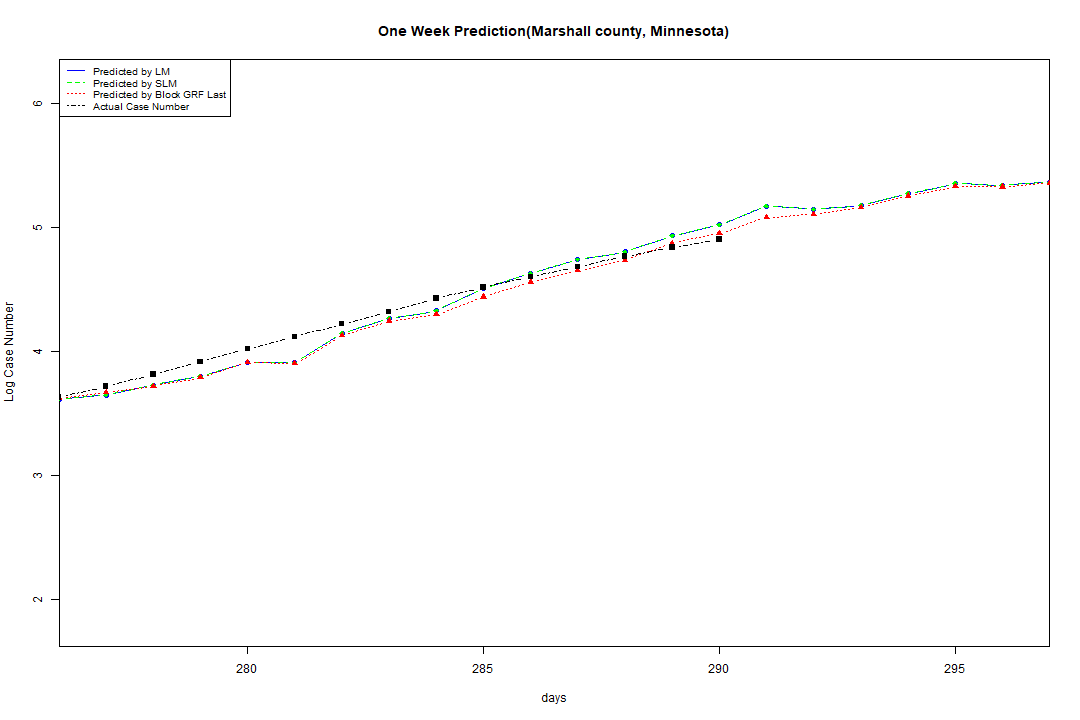 One Week Prediction(Marshall county, Minnesota)
Predicted by LM
Predicted by SLM
Predicted by Block GRF Last
Actual Case Number
6
5
4
3
2
Log Case Number
280
285
290
295
days